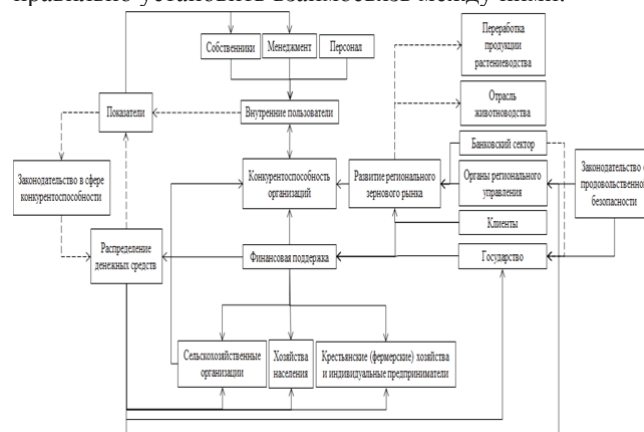 правильно установить взаимосвязь между ними.
Собственники
Менеджмент
Персонал
Переработка
продукции
растениеводства
Показатели
Внутренние пользователи
Отрасль
животноводства
Банковский сектор
Законодательство в сфере
конкурентоспособности
Конкурентоспособность
организаций
Развитие регионального
зернового рынка
Органы регионального
управления
Законодательство о
продовольственной
безопасности
Клиенты
Распределение
денежных средств
Финансовая поддержка
Государство
Сельскохозяйственные
организации
Хозяйства
населения
Крестьянские (фермерские) хозяйства
и индивидуальные предприниматели